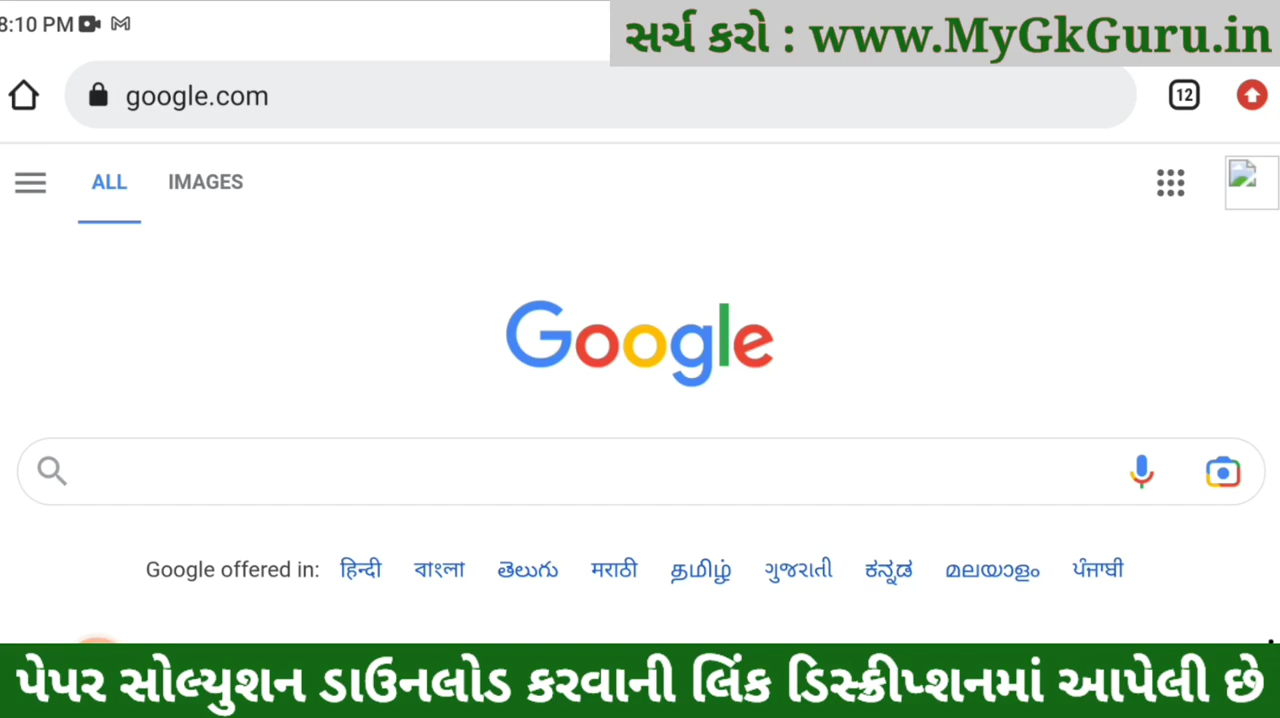 8:10 PM
સર્ચ કરો : www.MyGkGuru.in
google.com
12
ALL IMAGES
Google
Google offered in: हिन्दी বাংলা తెలుగు मराठी தமிழ் ગુજરાતી ಕನ್ನಡ മലയാളം ਪੰਜਾਬੀ
પેપર સોલ્યુશન ડાઉનલોડ કરવાની લિંક ડિસ્ક્રીપ્શનમાં આપેલી છે